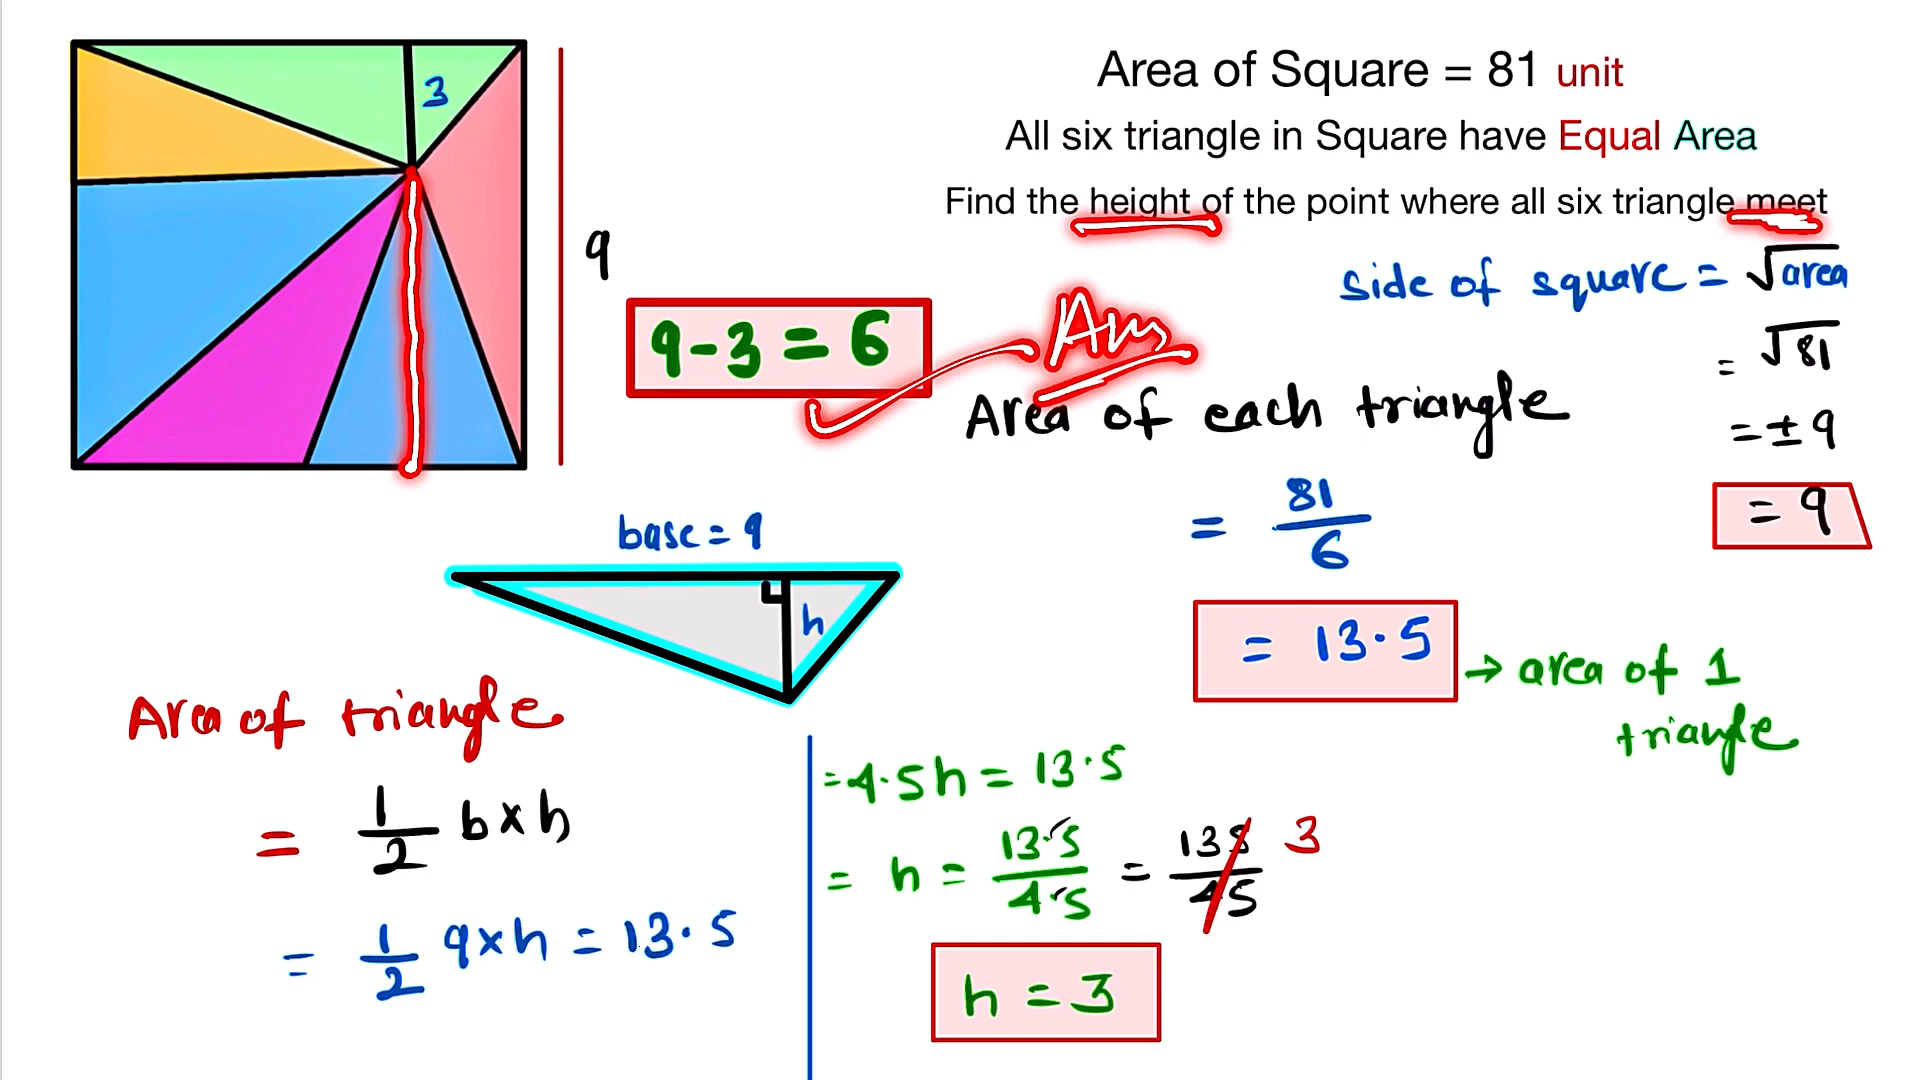 Area of Square = 81 unit
All six triangle in Square have Equal Area
Find the height of the point where all six triangle meet
3
9
side of square = √area
= √81
= ± 9
= 9
9-3 = 6
Ans
Area of each triangle
= 81/6
= 13.5 → area of 1 triangle
base = 9
h
Area of triangle
= 1/2 b×h
= 1/2 9×h = 13.5
=4.5h = 13.5
= h = 13.5/4.5 = 135/45 3
h = 3